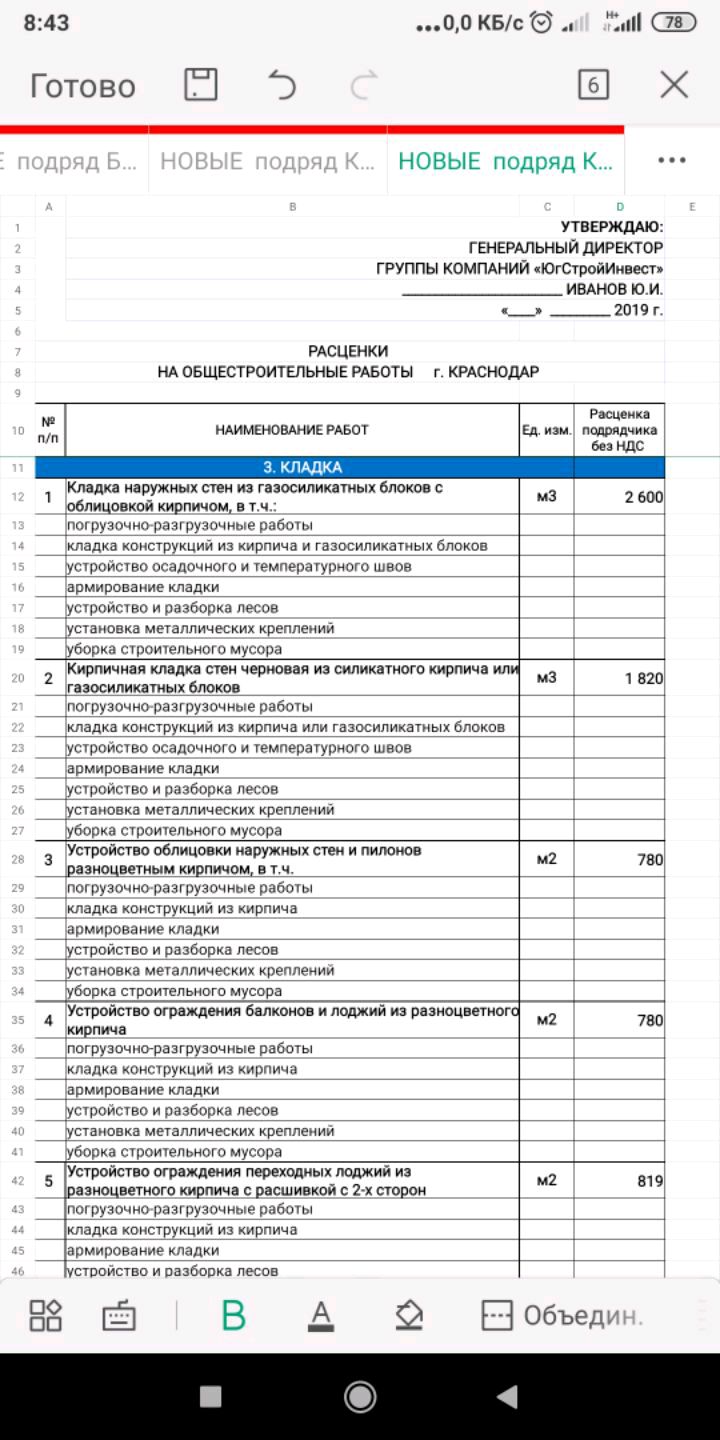 8:43
...0,0 КБ/с H+ 78
Готово 6
Е подряд Б... НОВЫЕ подряд К... НОВЫЕ подряд К... •••
A B C D E
1 УТВЕРЖДАЮ:
2 ГЕНЕРАЛЬНЫЙ ДИРЕКТОР
3 ГРУППЫ КОМПАНИЙ «ЮгСтройИнвест»
4 ____________________ ИВАНОВ Ю.И.
5 «___» ________ 2019 г.
6
7 РАСЦЕНКИ
8 НА ОБЩЕСТРОИТЕЛЬНЫЕ РАБОТЫ г. КРАСНОДАР
9
10 № п/п НАИМЕНОВАНИЕ РАБОТ Ед. изм. Расценка подрядчика без НДС
11 3. КЛАДКА
12 1 Кладка наружных стен из газосиликатных блоков с
облицовкой кирпичом, в т.ч.: м3 2 600
13 погрузочно-разгрузочные работы
14 кладка конструкций из кирпича и газосиликатных блоков
15 устройство осадочного и температурного швов
16 армирование кладки
17 устройство и разборка лесов
18 установка металлических креплений
19 уборка строительного мусора
20 2 Кирпичная кладка стен черновая из силикатного кирпича или
газосиликатных блоков м3 1 820
21 погрузочно-разгрузочные работы
22 кладка конструкций из кирпича или газосиликатных блоков
23 устройство осадочного и температурного швов
24 армирование кладки
25 устройство и разборка лесов
26 установка металлических креплений
27 уборка строительного мусора
28 3 Устройство облицовки наружных стен и пилонов
разноцветным кирпичом, в т.ч. м2 780
29 погрузочно-разгрузочные работы
30 кладка конструкций из кирпича
31 армирование кладки
32 устройство и разборка лесов
33 установка металлических креплений
34 уборка строительного мусора
35 4 Устройство ограждения балконов и лоджий из разноцветного
кирпича м2 780
36 погрузочно-разгрузочные работы
37 кладка конструкций из кирпича
38 армирование кладки
39 устройство и разборка лесов
40 установка металлических креплений
41 уборка строительного мусора
42 5 Устройство ограждения переходных лоджий из
разноцветного кирпича с расшивкой с 2-х сторон м2 819
43 погрузочно-разгрузочные работы
44 кладка конструкций из кирпича
45 армирование кладки
46 устройство и разборка лесов
B A Объедин.